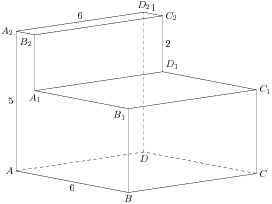 D₂ 1
6 C₂
A₂ B₂
2
D₁
5 A₁ C₁
B₁
D
A 6 C
B